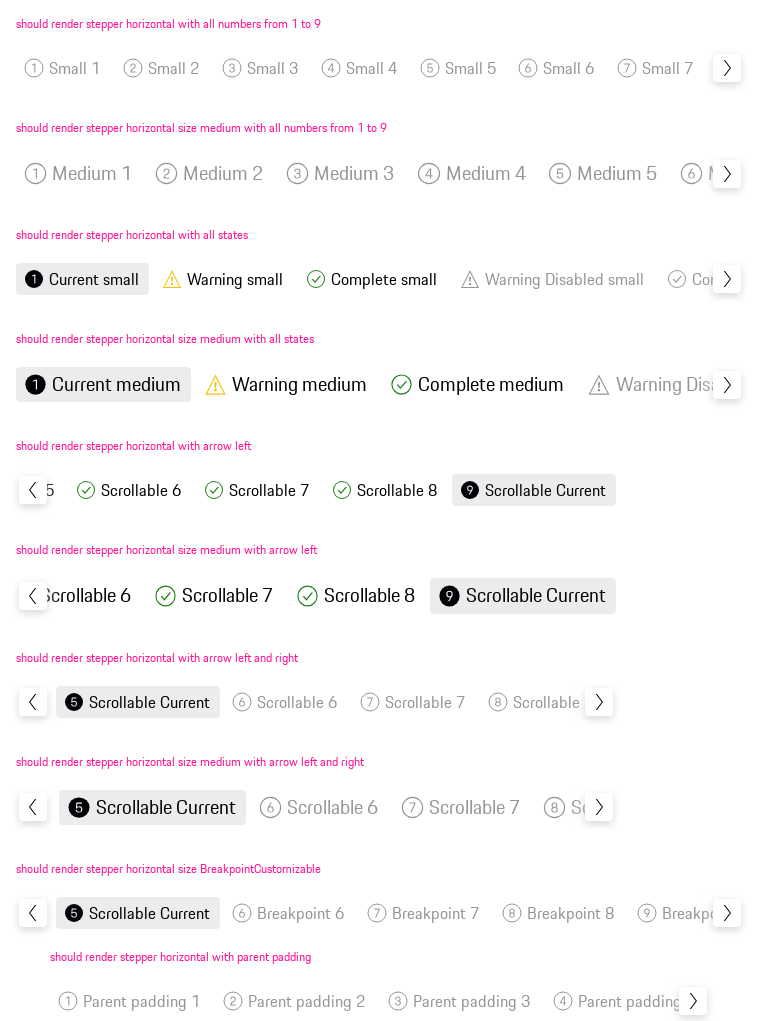 should render stepper horizontal with all numbers from 1 to 9
1 Small 1 2 Small 2 3 Small 3 4 Small 4 5 Small 5 6 Small 6 7 Small 7
should render stepper horizontal size medium with all numbers from 1 to 9
1 Medium 1 2 Medium 2 3 Medium 3 4 Medium 4 5 Medium 5 6
should render stepper horizontal with all states
1 Current small Warning small Complete small Warning Disabled small
should render stepper horizontal size medium with all states
1 Current medium Warning medium Complete medium Warning
should render stepper horizontal with arrow left
5 Scrollable 6 Scrollable 7 Scrollable 8 9 Scrollable Current
should render stepper horizontal size medium with arrow left
Scrollable 6 Scrollable 7 Scrollable 8 9 Scrollable Current
should render stepper horizontal with arrow left and right
5 Scrollable Current 6 Scrollable 6 7 Scrollable 7 8 Scrollable
should render stepper horizontal size medium with arrow left and right
5 Scrollable Current 6 Scrollable 6 7 Scrollable 7 8
should render stepper horizontal size BreakpointCustomizable
5 Scrollable Current 6 Breakpoint 6 7 Breakpoint 7 8 Breakpoint 8 9
should render stepper horizontal with parent padding
1 Parent padding 1 2 Parent padding 2 3 Parent padding 3 4 Parent padding